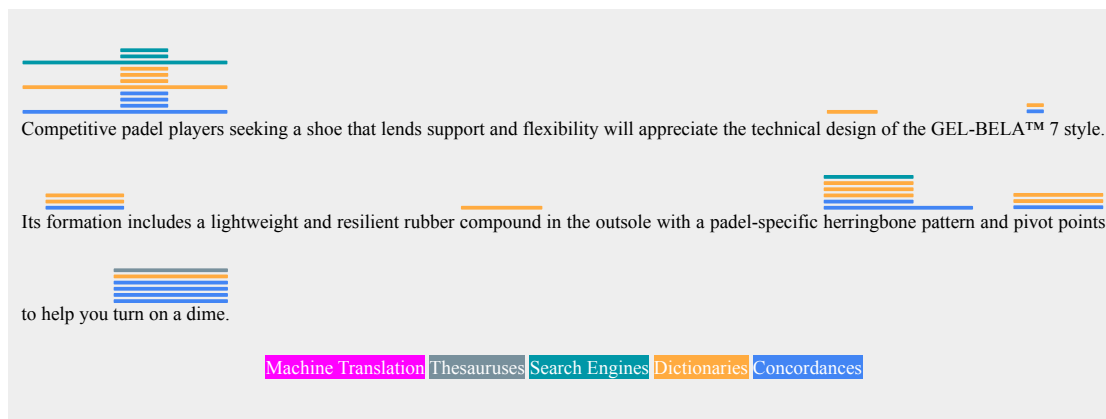 Competitive padel players seeking a shoe that lends support and flexibility will appreciate the technical design of the GEL-BELA™ 7 style.
Its formation includes a lightweight and resilient rubber compound in the outsole with a padel-specific herringbone pattern and pivot points
to help you turn on a dime.
Machine Translation Thesauruses Search Engines Dictionaries Concordances